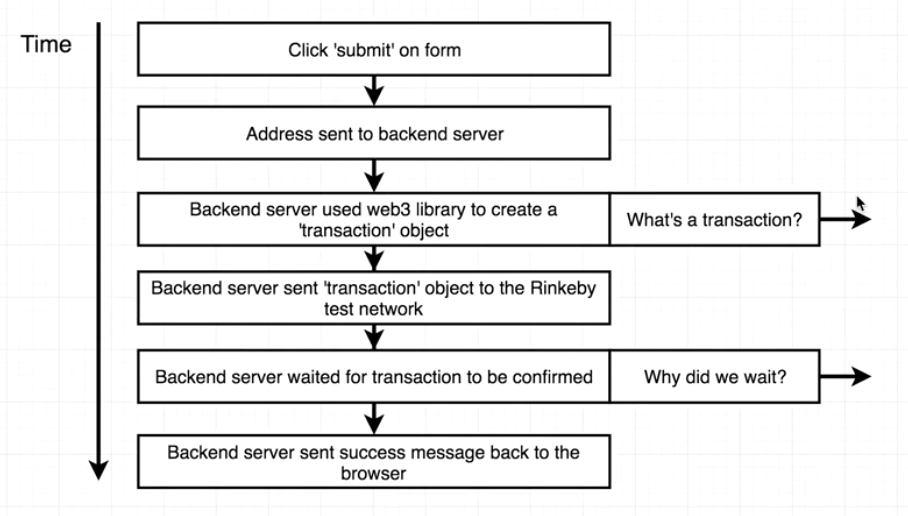 Time
Click 'submit' on form
Address sent to backend server
Backend server used web3 library to create a
'transaction' object
What's a transaction?
Backend server sent 'transaction' object to the Rinkeby
test network
Backend server waited for transaction to be confirmed
Why did we wait?
Backend server sent success message back to the
browser